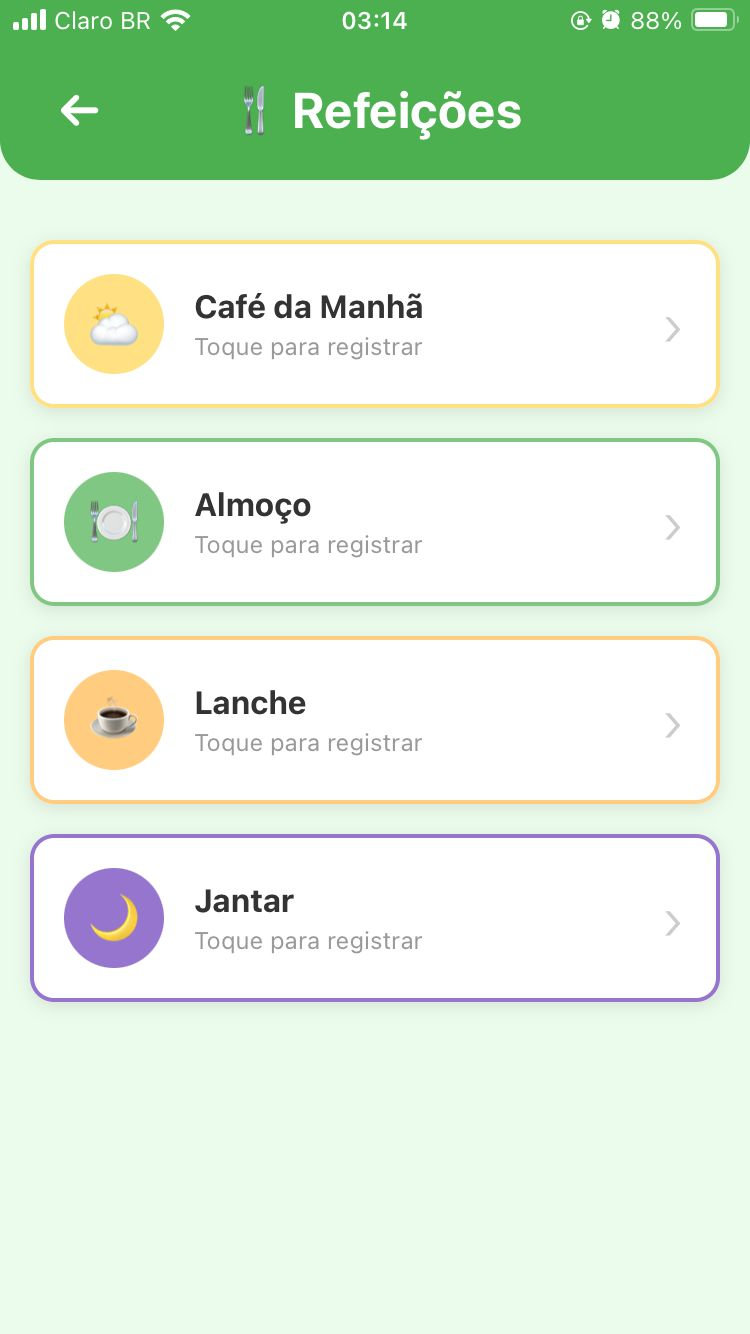 Claro BR 03:14 88%
Refeições
Café da Manhã
Toque para registrar
Almoço
Toque para registrar
Lanche
Toque para registrar
Jantar
Toque para registrar